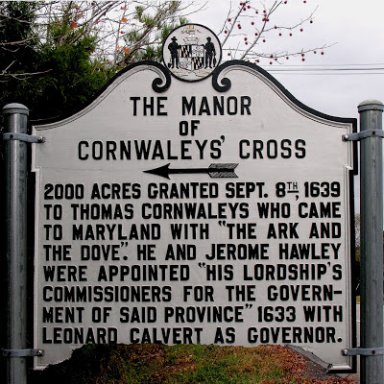 THE MANOR
OF
CORNWALEYS' CROSS
2000 ACRES GRANTED SEPT. 8TH, 1639
TO THOMAS CORNWALEYS WHO CAME
TO MARYLAND WITH "THE ARK AND
THE DOVE". HE AND JEROME HAWLEY
WERE APPOINTED "HIS LORDSHIP'S
COMMISSIONERS FOR THE GOVERN-
MENT OF SAID PROVINCE" 1633 WITH
LEONARD CALVERT AS GOVERNOR.